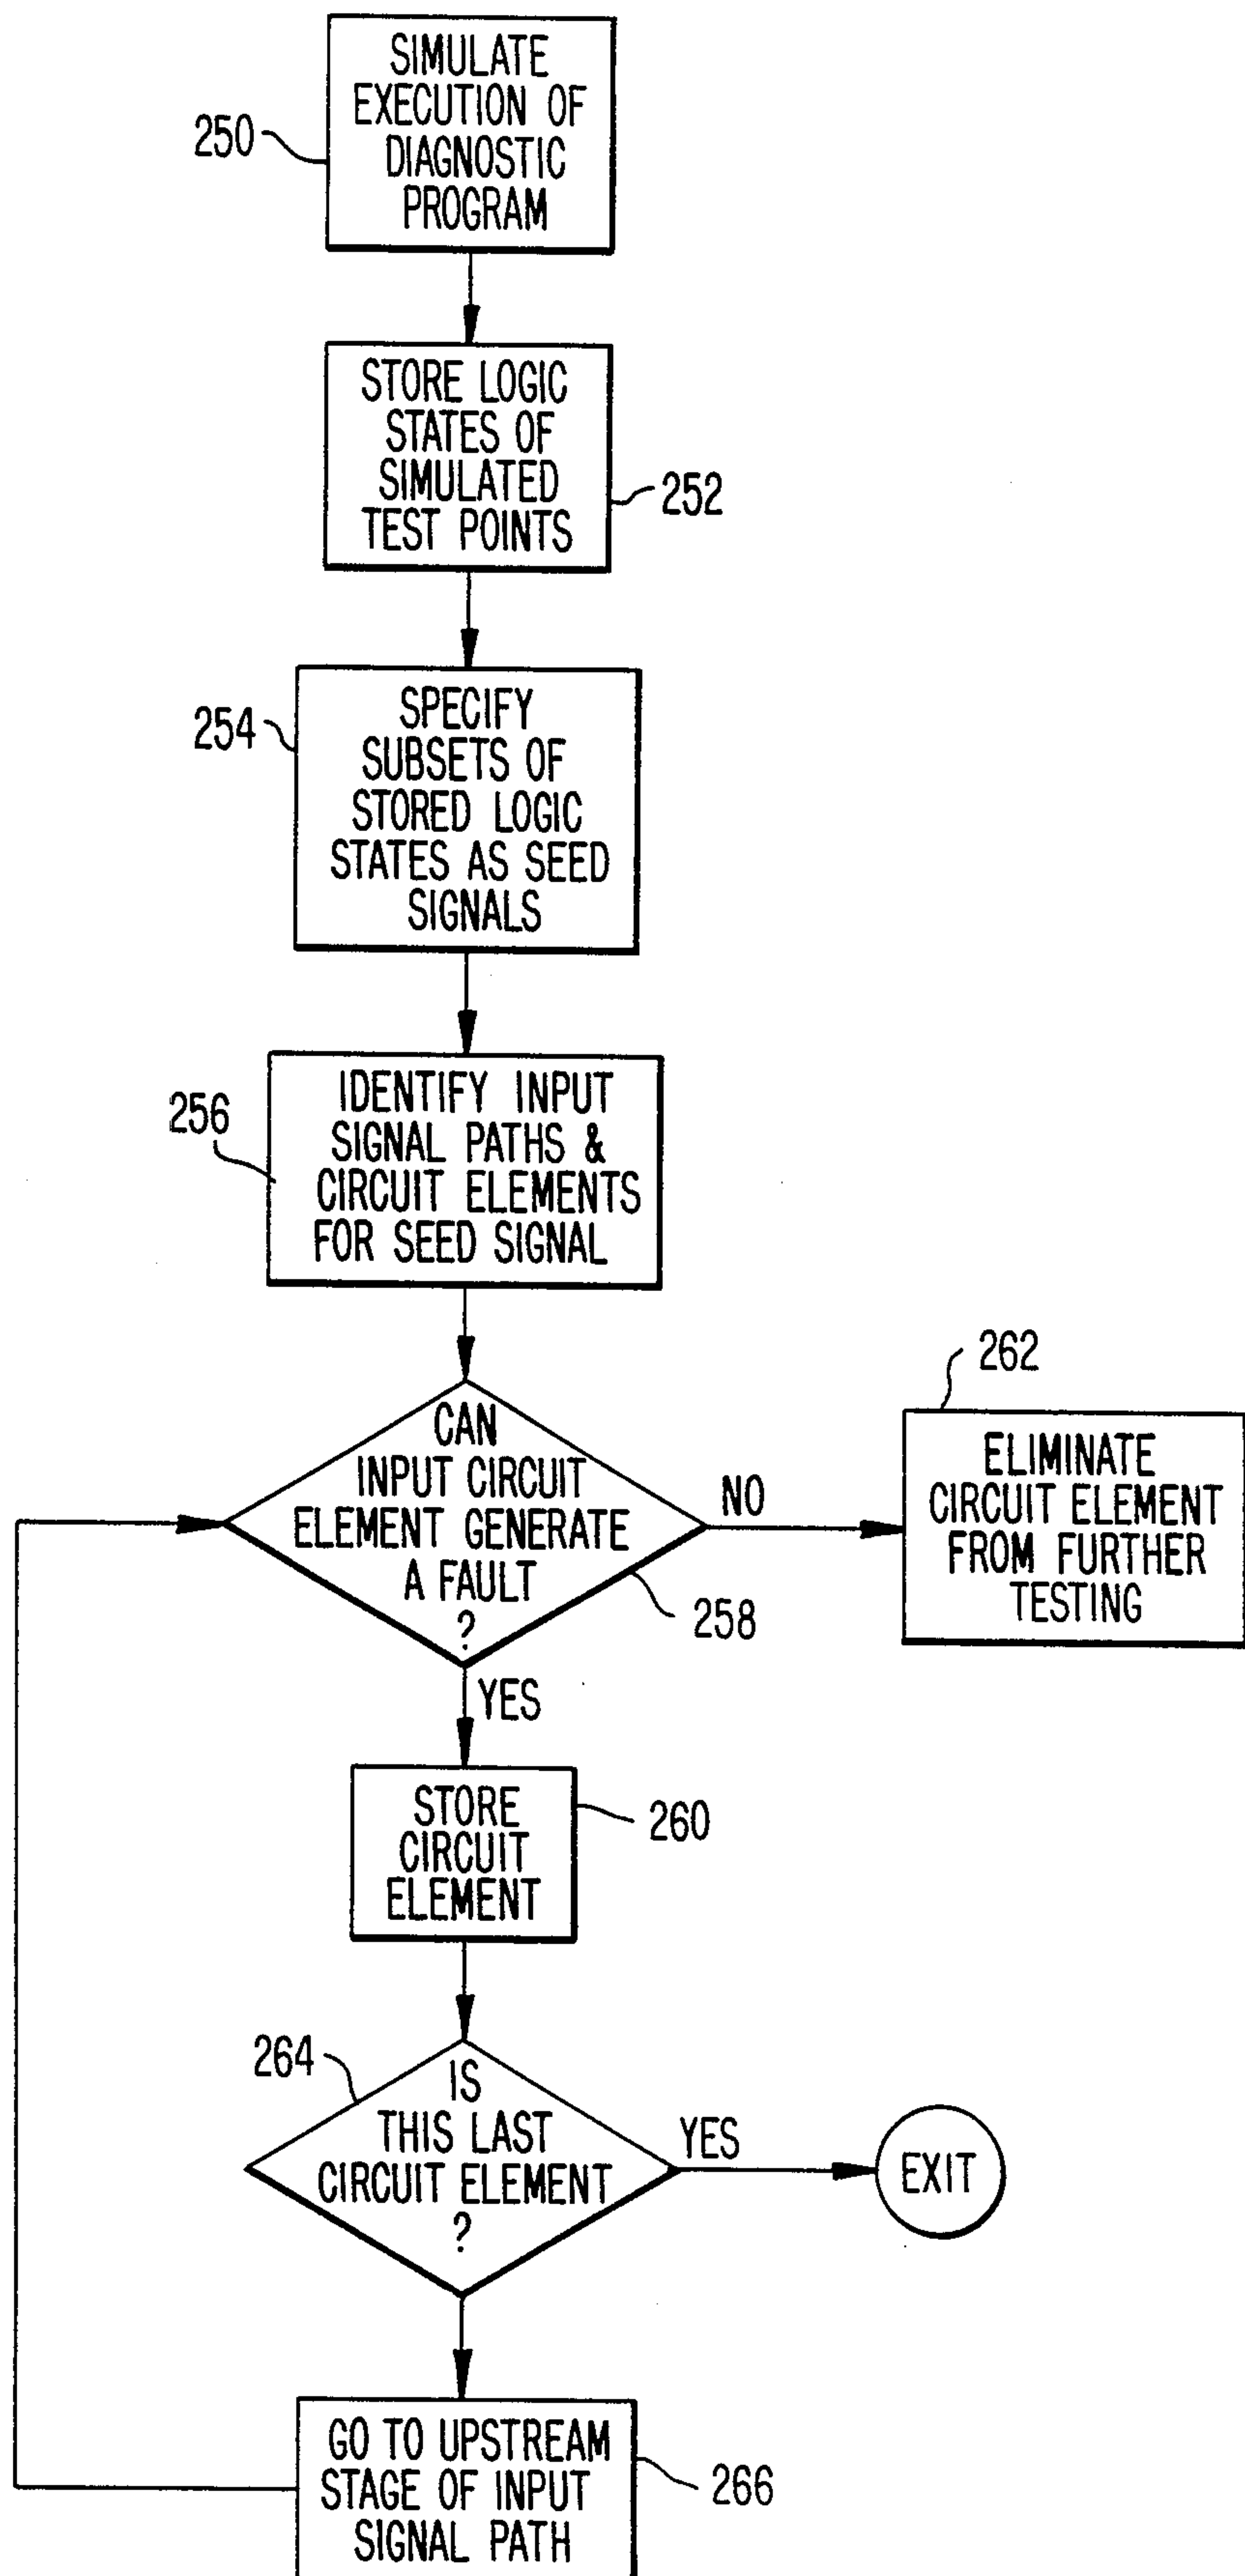 SIMULATE
EXECUTION OF
DIAGNOSTIC
PROGRAM
250
STORE LOGIC
STATES OF
SIMULATED
TEST POINTS
252
SPECIFY
SUBSETS OF
STORED LOGIC
STATES AS SEED
SIGNALS
254
IDENTIFY INPUT
SIGNAL PATHS &
CIRCUIT ELEMENTS
FOR SEED SIGNAL
256
CAN
INPUT CIRCUIT
ELEMENT GENERATE
A FAULT
?
258
NO
262
ELIMINATE
CIRCUIT ELEMENT
FROM FURTHER
TESTING
YES
STORE
CIRCUIT
ELEMENT
260
264
IS
THIS LAST
CIRCUIT ELEMENT
?
YES
EXIT
GO TO UPSTREAM
STAGE OF INPUT
SIGNAL PATH
266